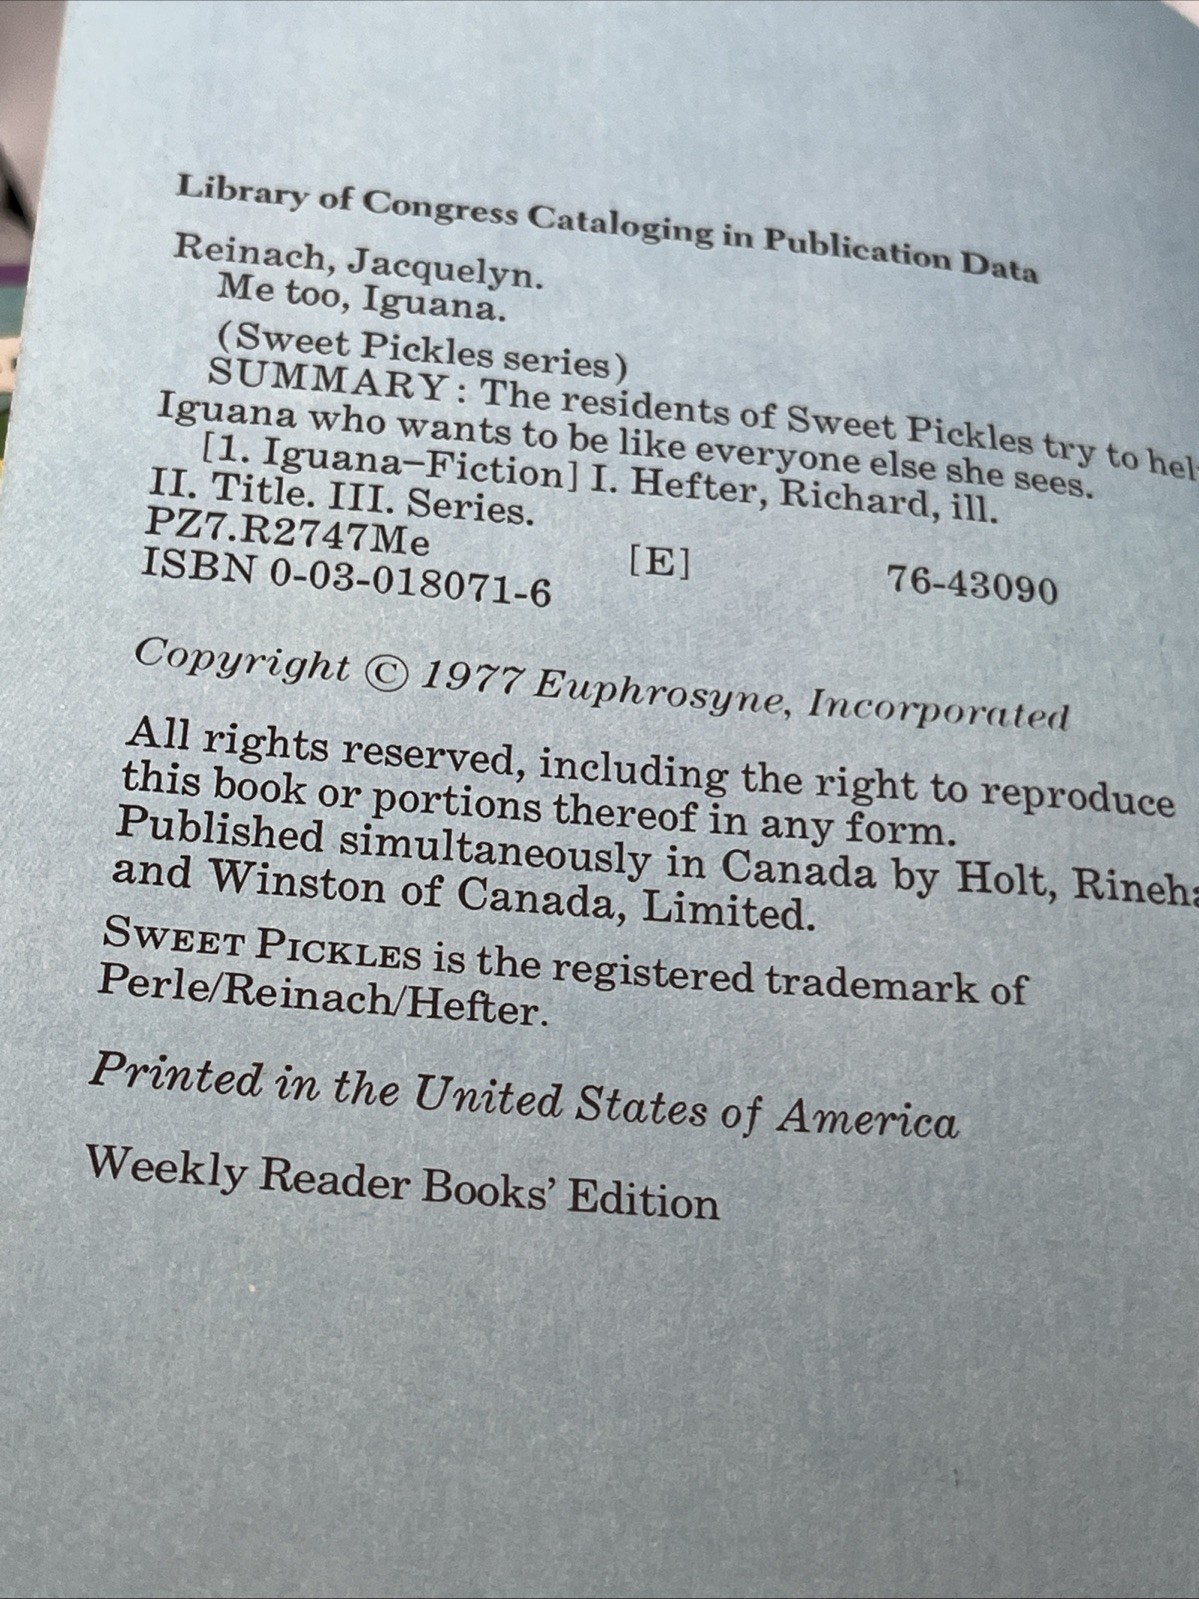 Library of Congress Cataloging in Publication Data
Reinach, Jacquelyn.
Me too, Iguana.
(Sweet Pickles series)
SUMMARY: The residents of Sweet Pickles try to hel
Iguana who wants to be like everyone else she sees.
[1. Iguana–Fiction] I. Hefter, Richard, ill.
II. Title. III. Series.
PZ7.R2747Me [E] 76-43090
ISBN 0-03-018071-6
Copyright © 1977 Euphrosyne, Incorporated
All rights reserved, including the right to reproduce
this book or portions thereof in any form.
Published simultaneously in Canada by Holt, Rineha
and Winston of Canada, Limited.
SWEET PICKLES is the registered trademark of
Perle/Reinach/Hefter.
Printed in the United States of America
Weekly Reader Books' Edition